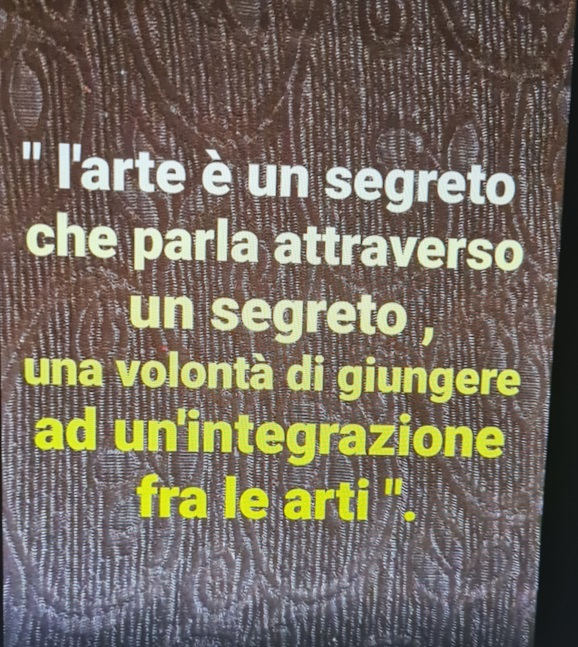 " l'arte è un segreto
che parla attraverso
un segreto ,
una volontà di giungere
ad un'integrazione
fra le arti ".